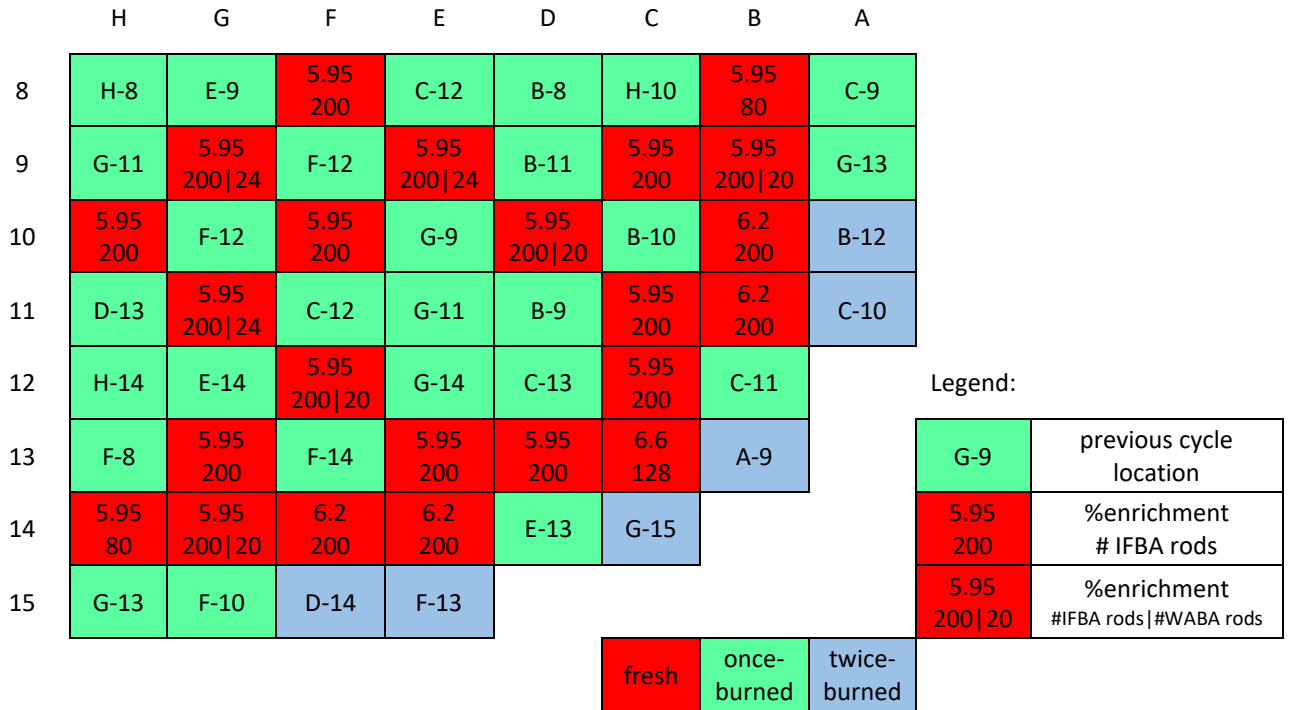 H G F E D C B A
8 H-8 E-9 5.95 C-12 B-8 H-10 5.95 C-9
200 80
9 G-11 5.95 F-12 5.95 B-11 5.95 5.95 G-13
200|24 200|24 200 200|20
10 5.95 F-12 5.95 G-9 5.95 B-10 6.2 B-12
200 200 200|20 200
11 D-13 5.95 C-12 G-11 B-9 5.95 6.2 C-10
200|24 200 200
12 H-14 E-14 5.95 G-14 C-13 5.95 C-11
200|20 200
Legend:
13 F-8 5.95 F-14 5.95 5.95 6.6 A-9
200 200 200 128
14 5.95 5.95 6.2 6.2 E-13 G-15
80 200|20 200 200
15 G-13 F-10 D-14 F-13
G-9 previous cycle
location
5.95 %enrichment
200 # IFBA rods
5.95 %enrichment
200|20 #IFBA rods|#WABA rods
fresh once- twice-
burned burned